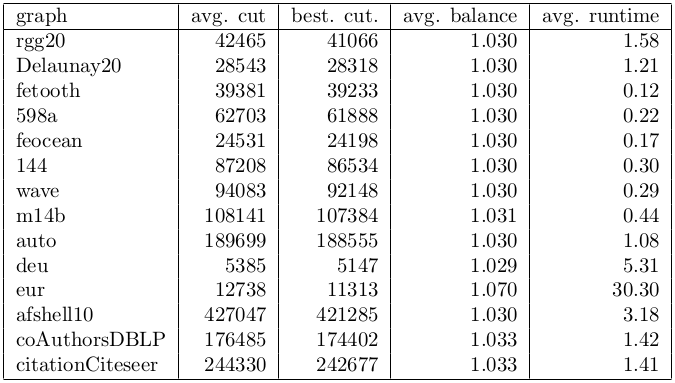 graph avg. cut best. cut. avg. balance avg. runtime
rgg20 42465 41066 1.030 1.58
Delaunay20 28543 28318 1.030 1.21
fetooth 39381 39233 1.030 0.12
598a 62703 61888 1.030 0.22
feocean 24531 24198 1.030 0.17
144 87208 86534 1.030 0.30
wave 94083 92148 1.030 0.29
m14b 108141 107384 1.031 0.44
auto 189699 188555 1.030 1.08
deu 5385 5147 1.029 5.31
eur 12738 11313 1.070 30.30
afshell10 427047 421285 1.030 3.18
coAuthorsDBLP 176485 174402 1.033 1.42
citationCiteseer 244330 242677 1.033 1.41